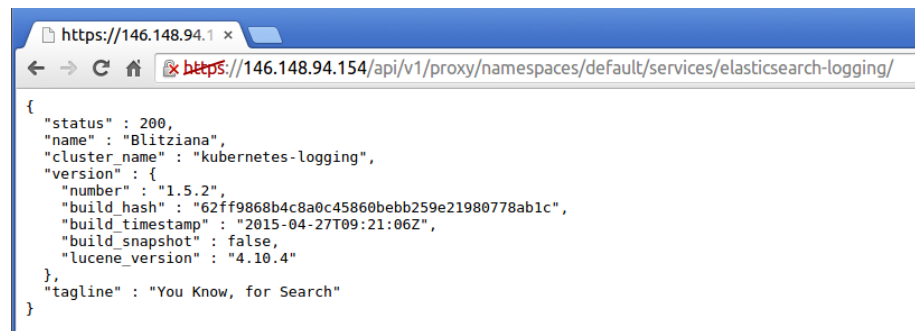 https://146.148.94.1
https://146.148.94.154/api/v1/proxy/namespaces/default/services/elasticsearch-logging/
{
  "status" : 200,
  "name" : "Blitziana",
  "cluster_name" : "kubernetes-logging",
  "version" : {
    "number" : "1.5.2",
    "build_hash" : "62ff9868b4c8a0c45860bebb259e21980778ab1c",
    "build_timestamp" : "2015-04-27T09:21:06Z",
    "build_snapshot" : false,
    "lucene_version" : "4.10.4"
  },
  "tagline" : "You Know, for Search"
}